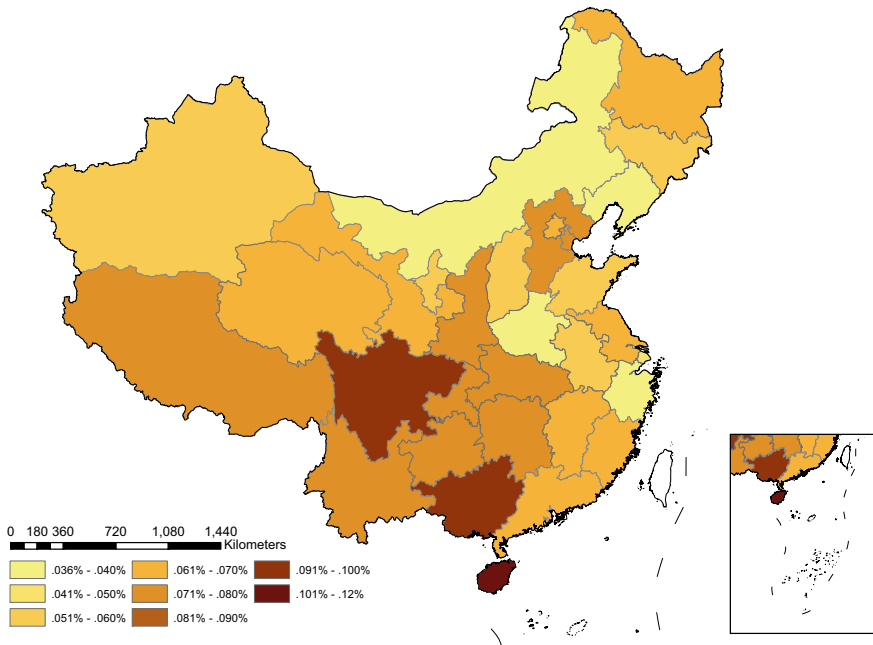 0 180 360 720 1,080 1,440
Kilometers
.036% - .040% .061% - .070% .091% - .100%
.041% - .050% .071% - .080% .101% - .12%
.051% - .060% .081% - .090%